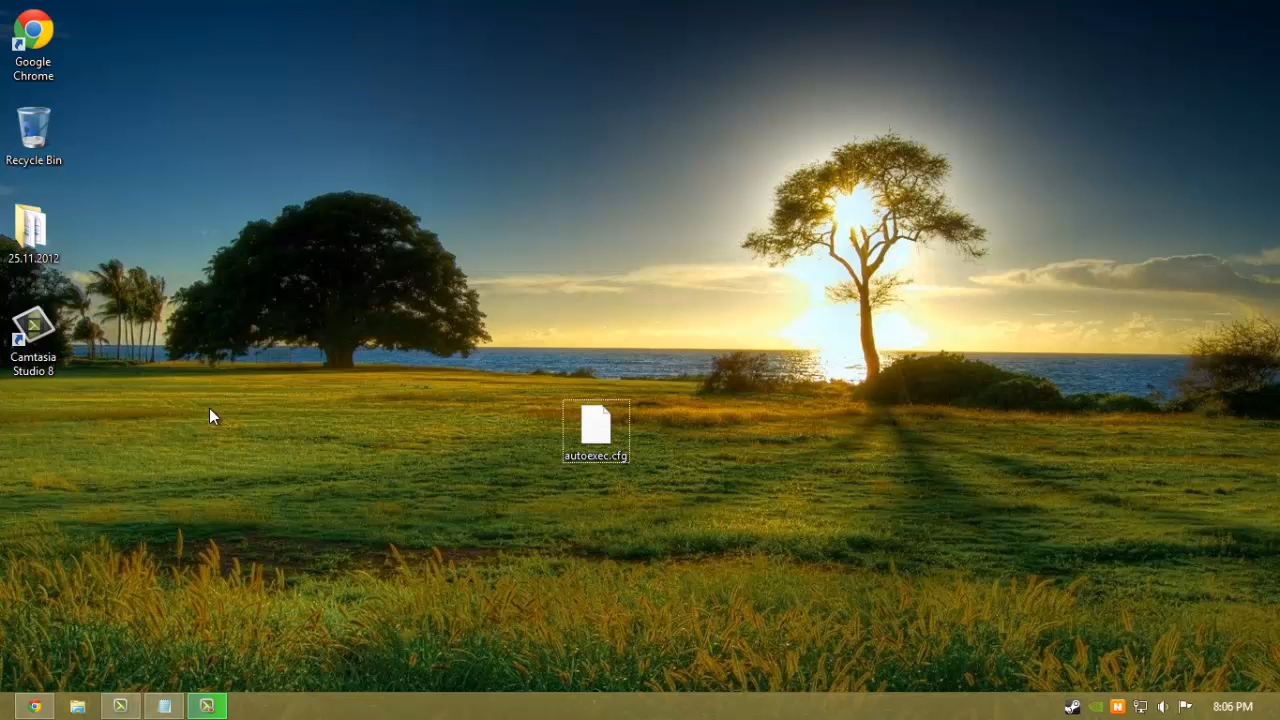 Google
Chrome
Recycle Bin
25.11.2012
Camtasia
Studio 8
autoexec.cfg
N
8:06 PM